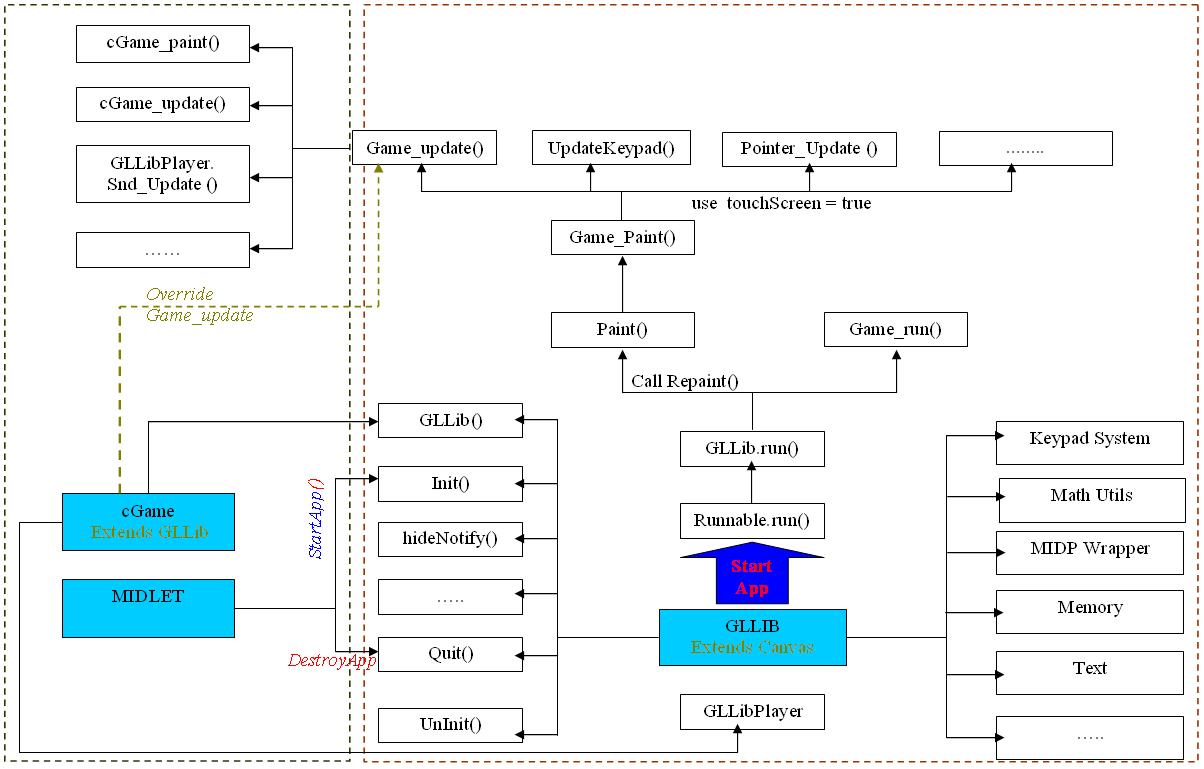 cGame_paint()
cGame_update()
GLLibPlayer.
Snd_Update ()
……
Game_update()
UpdateKeypad()
Pointer_Update ()
……..
use touchScreen = true
Game_Paint()
Override
Game_update
Paint()
Game_run()
Call Repaint()
GLLib()
GLLib.run()
Keypad System
Init()
Math Utils
StartApp()
cGame
Extends GLLib
Runnable.run()
hideNotify()
MIDP Wrapper
Start
App
MIDLET
…..
Memory
GLLIB
Extends Canvas
DestroyApp
Quit()
Text
GLLibPlayer
UnInit()
…..